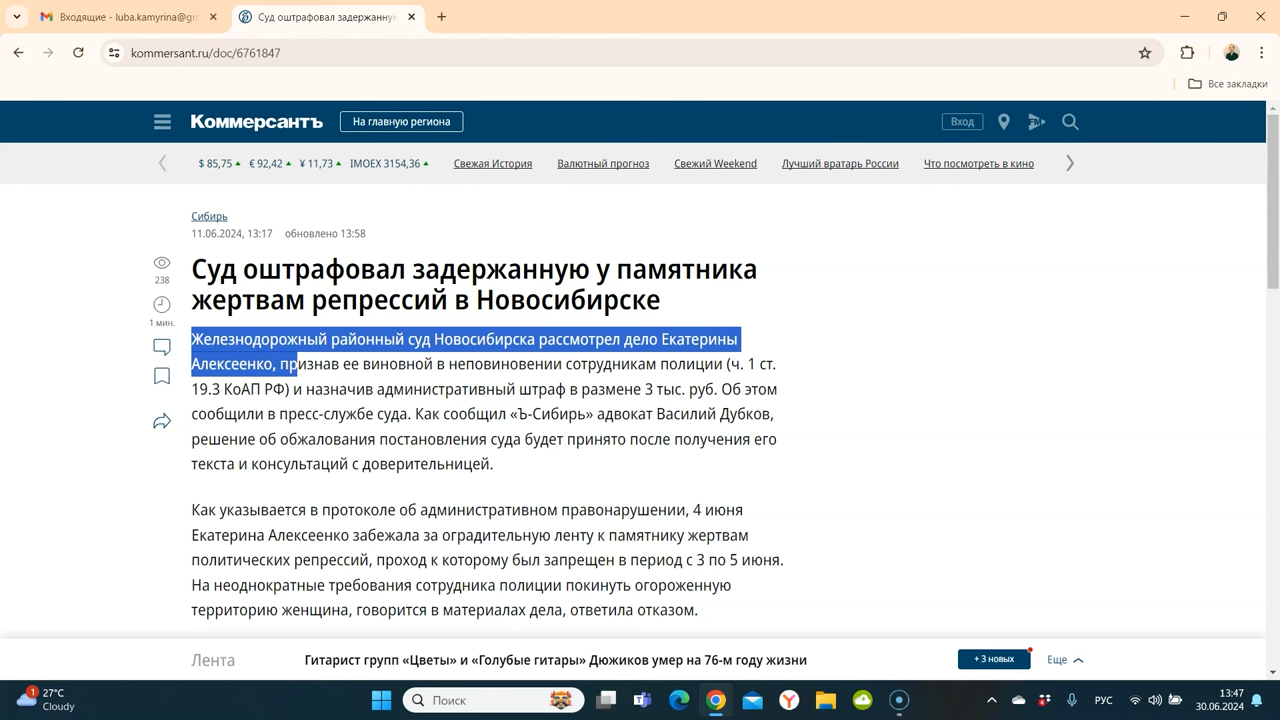 Входящие - luba.kamyrina@gm
Суд оштрафовал задержанную
kommersant.ru/doc/6761847
Все закладки
Коммерсантъ
На главную региона
Вход
FM
$ 85,75 € 92,42 ¥ 11,73 IMOEX 3154,36 Свежая История Валютный прогноз Свежий Weekend Лучший вратарь России Что посмотреть в кино
Сибирь
11.06.2024, 13:17 обновлено 13:58
238
1 мин.
Суд оштрафовал задержанную у памятника
жертвам репрессий в Новосибирске
Железнодорожный районный суд Новосибирска рассмотрел дело Екатерины
Алексеенко, признав ее виновной в неповиновении сотрудникам полиции (ч. 1 ст.
19.3 КоАП РФ) и назначив административный штраф в размене 3 тыс. руб. Об этом
сообщили в пресс-службе суда. Как сообщил «Ъ-Сибирь» адвокат Василий Дубков,
решение об обжалования постановления суда будет принято после получения его
текста и консультаций с доверительницей.
Как указывается в протоколе об административном правонарушении, 4 июня
Екатерина Алексеенко забежала за оградительную ленту к памятнику жертвам
политических репрессий, проход к которому был запрещен в период с 3 по 5 июня.
На неоднократные требования сотрудника полиции покинуть огороженную
территорию женщина, говорится в материалах дела, ответила отказом.
Лента
Гитарист групп «Цветы» и «Голубые гитары» Дюжиков умер на 76-м году жизни
+ 3 новых
Еще
1
27°C
Cloudy
Поиск
РУС
13:47
30.06.2024